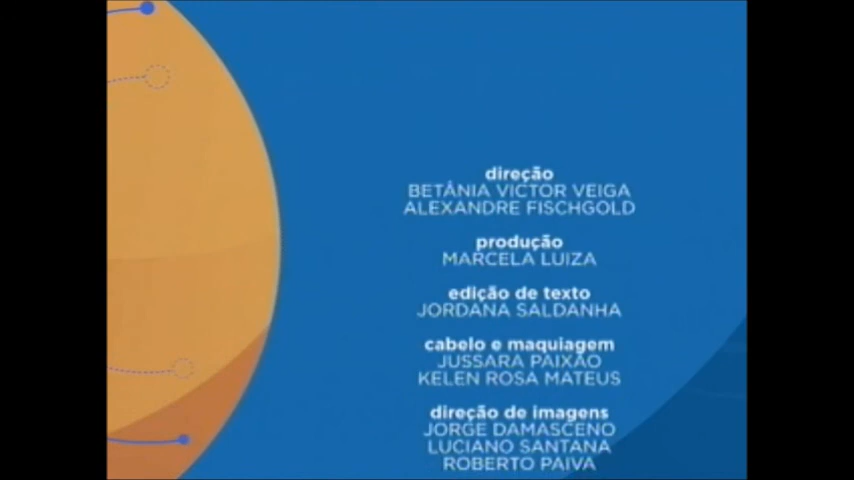 direção
BETÂNIA VICTOR VEIGA
ALEXANDRE FISCHGOLD
produção
MARCELA LUIZA
edição de texto
JORDANA SALDANHA
cabelo e maquiagem
JUSSARA PAIXÃO
KELEN ROSA MATEUS
direção de imagens
JORGE DAMASCENO
LUCIANO SANTANA
ROBERTO PAIVA